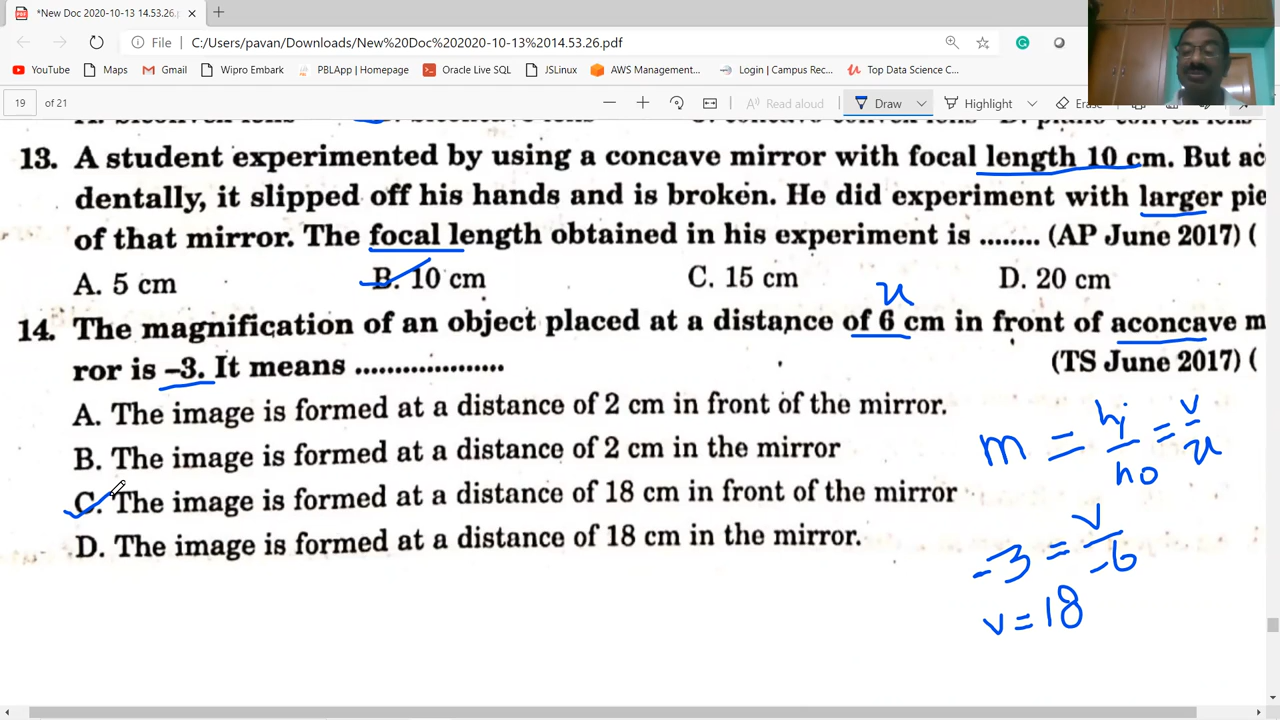 *New Doc 2020-10-13 14.53.26.p
File C:/Users/pavan/Downloads/New%20Doc%202020-10-13%2014.53.26.pdf
YouTube Maps Gmail Wipro Embark PBLApp | Homepage Oracle Live SQL JSLinux AWS Management... Login | Campus Rec... Top Data Science C...
19 of 21 Read aloud Draw Highlight Erase
13. A student experimented by using a concave mirror with focal length 10 cm. But ac
dentally, it slipped off his hands and is broken. He did experiment with larger pie
of that mirror. The focal length obtained in his experiment is ........ (AP June 2017) (
A. 5 cm B. 10 cm C. 15 cm D. 20 cm
u
14. The magnification of an object placed at a distance of 6 cm in front of aconcave m
ror is –3. It means .................... (TS June 2017) (
A. The image is formed at a distance of 2 cm in front of the mirror.
B. The image is formed at a distance of 2 cm in the mirror
C. The image is formed at a distance of 18 cm in front of the mirror
D. The image is formed at a distance of 18 cm in the mirror.
m = hi/ho = v/u
-3 = v/-6
v = 18